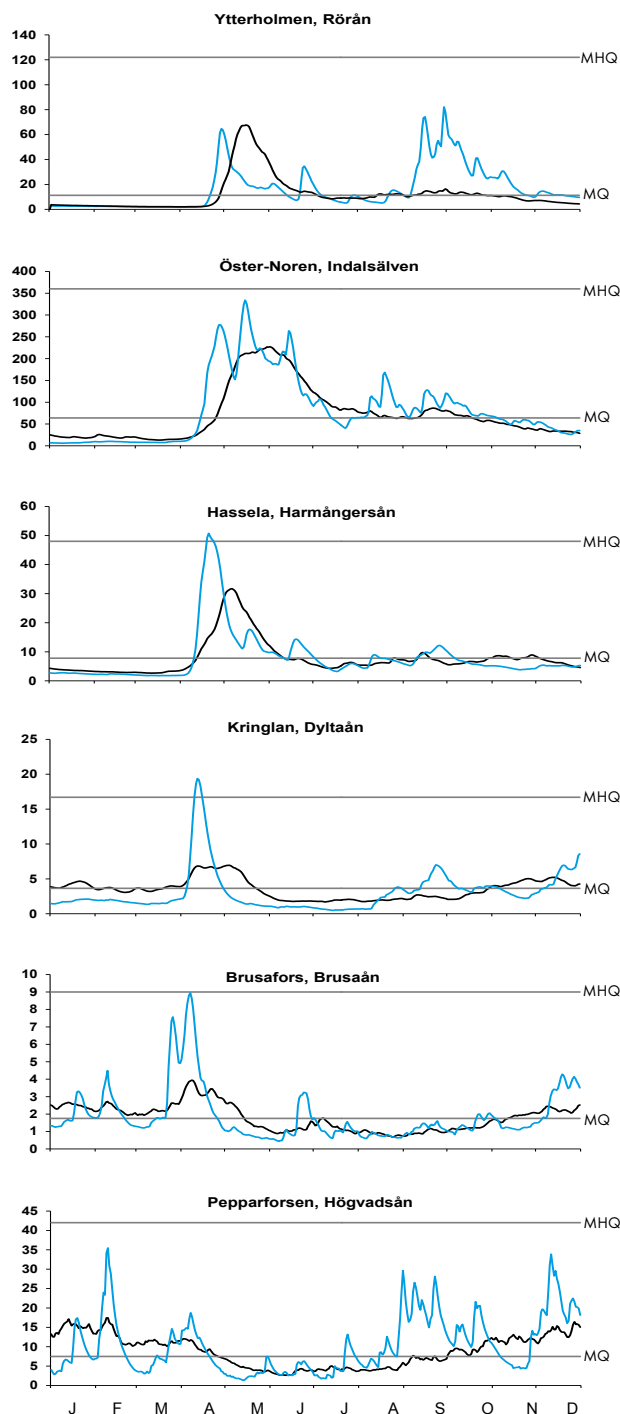 Ytterholmen, Rörån
140
120
MHQ
100
80
60
40
20
MQ
0
Öster-Noren, Indalsälven
400
350
MHQ
300
250
200
150
100
50
MQ
0
Hassela, Harmångersån
60
50
MHQ
40
30
20
10
MQ
0
Kringlan, Dyltaån
25
20
MHQ
15
10
5
MQ
0
Brusafors, Brusaån
10
9
MHQ
8
7
6
5
4
3
2
MQ
1
0
Pepparforsen, Högvadsån
45
40
MHQ
35
30
25
20
15
10
MQ
5
0
J F M A M J J A S O N D